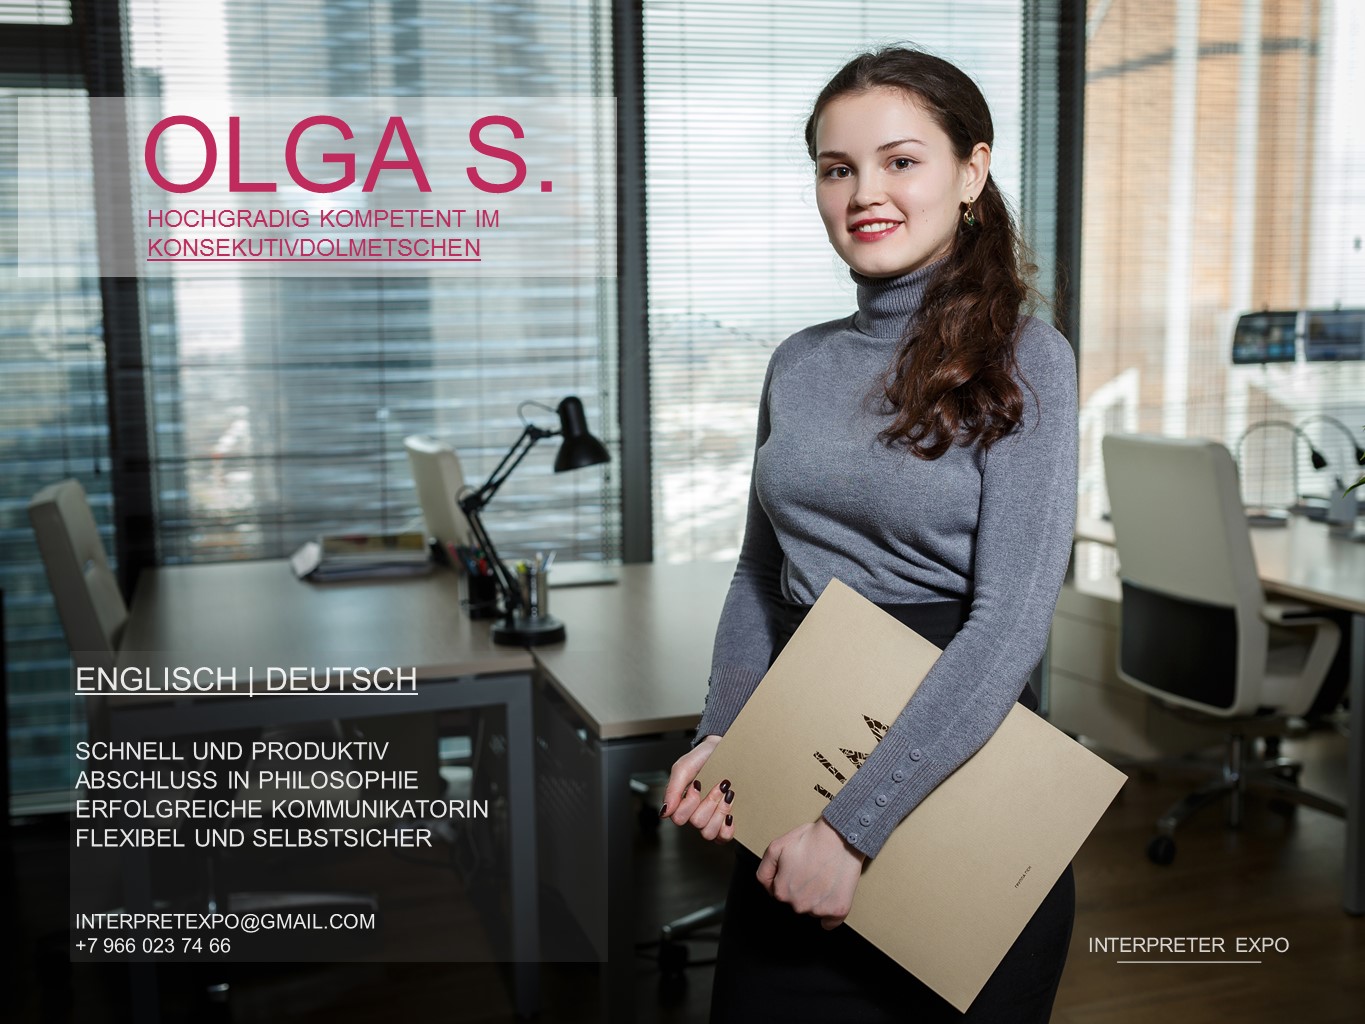 OLGA S.
HOCHGRADIG KOMPETENT IM
KONSEKUTIVDOLMETSCHEN
ENGLISCH | DEUTSCH
SCHNELL UND PRODUKTIV
ABSCHLUSS IN PHILOSOPHIE
ERFOLGREICHE KOMMUNIKATORIN
FLEXIBEL UND SELBSTSICHER
INTERPRETEXPO@GMAIL.COM
+7 966 023 74 66
INTERPRETER EXPO